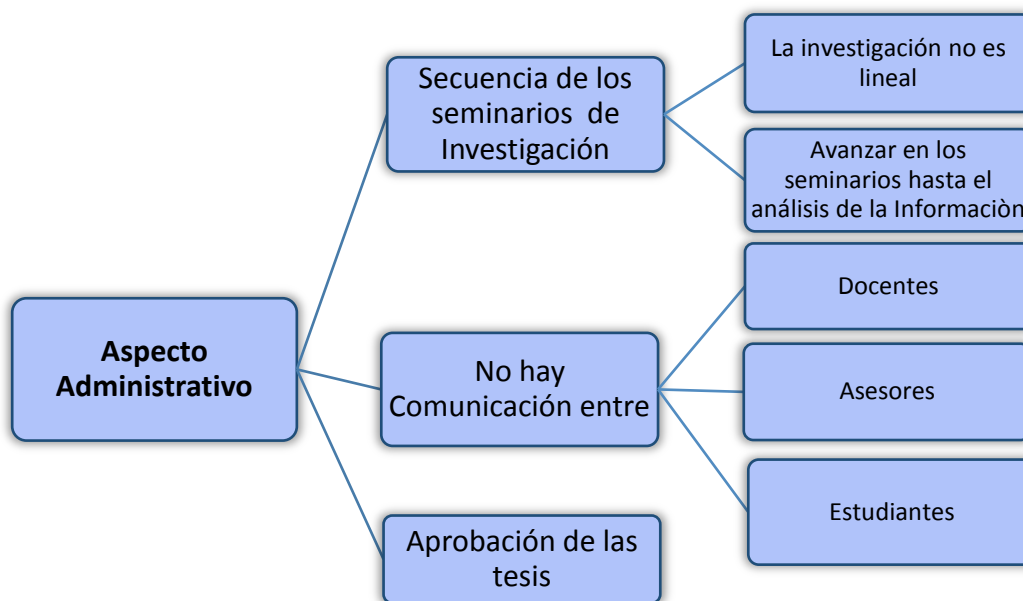 Aspecto
Administrativo
Secuencia de los
seminarios de
Investigación
La investigación no es
lineal
Avanzar en los
seminarios hasta el
análisis de la Informaciòn
No hay
Comunicación entre
Docentes
Asesores
Estudiantes
Aprobación de las
tesis